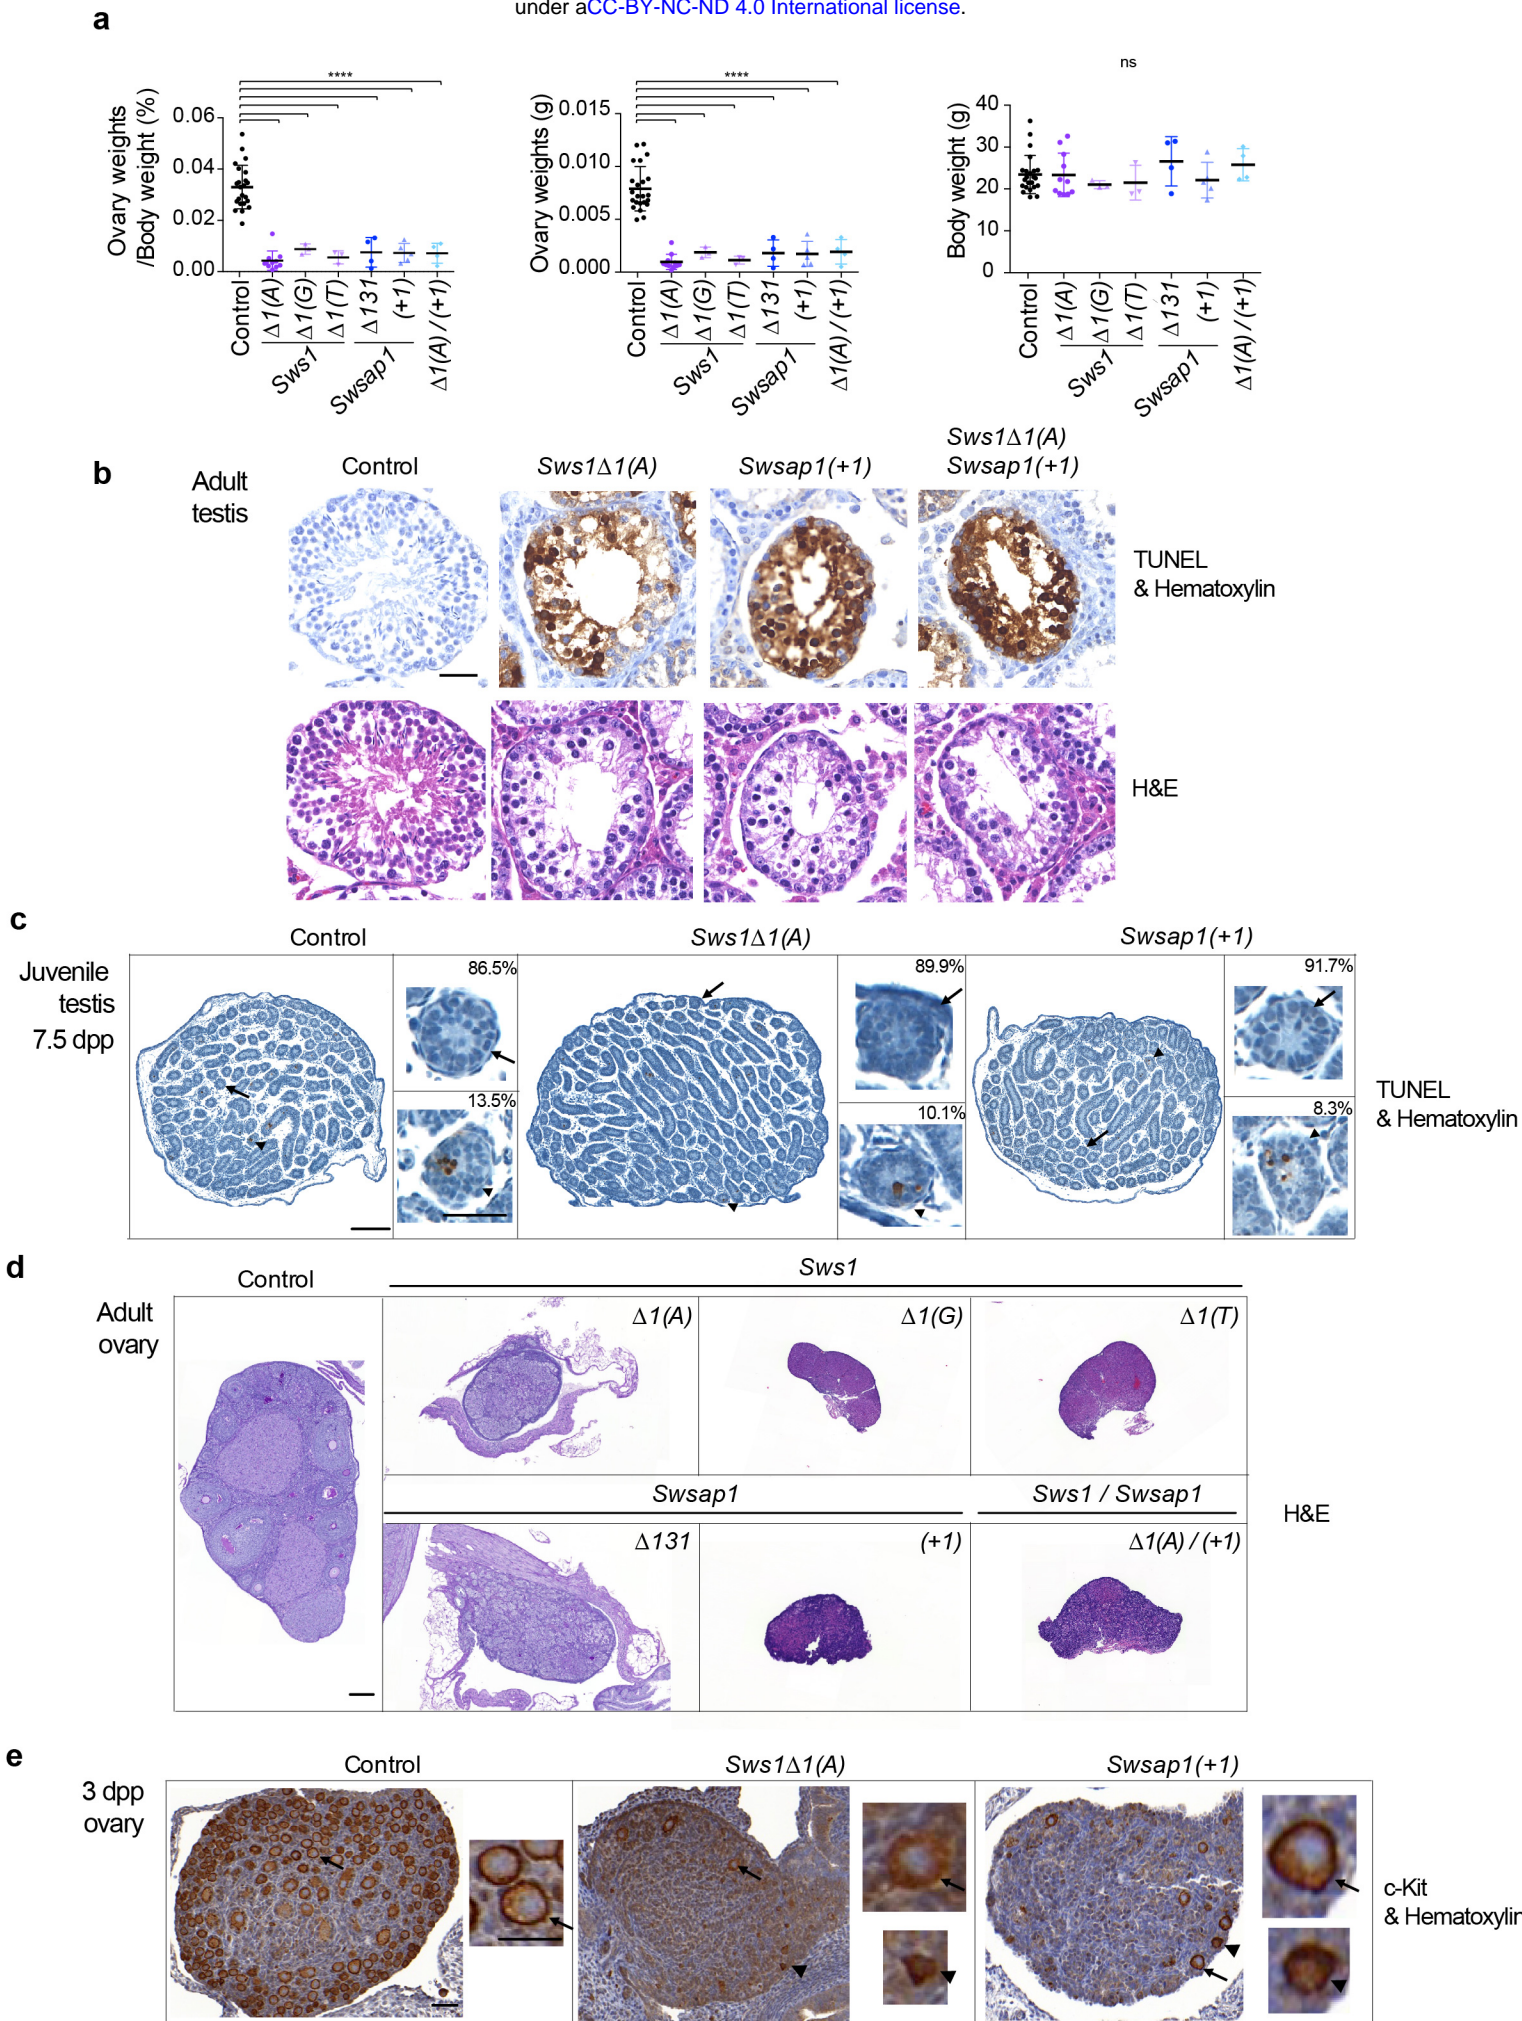 under aCC-BY-NC-ND 4.0 International license.
a
****
Ovary weights
/Body weight (%)
0.06
0.04
0.02
0.00
Control
Δ1(A)
Δ1(G)
Δ1(T)
Δ131
(+1)
Δ1(A) / (+1)
Sws1
Swsap1
****
Ovary weights (g)
0.015
0.010
0.005
0.000
Control
Δ1(A)
Δ1(G)
Δ1(T)
Δ131
(+1)
Δ1(A) / (+1)
Sws1
Swsap1
ns
Body weight (g)
40
30
20
10
0
Control
Δ1(A)
Δ1(G)
Δ1(T)
Δ131
(+1)
Δ1(A) / (+1)
Sws1
Swsap1
b
Adult
testis
Control
Sws1Δ1(A)
Swsap1(+1)
Sws1Δ1(A)
Swsap1(+1)
TUNEL
& Hematoxylin
H&E
c
Juvenile
testis
7.5 dpp
Control
Sws1Δ1(A)
Swsap1(+1)
86.5%
13.5%
89.9%
10.1%
91.7%
8.3%
TUNEL
& Hematoxylin
d
Adult
ovary
Control
Sws1
Δ1(A)
Δ1(G)
Δ1(T)
Swsap1
Sws1 / Swsap1
Δ131
(+1)
Δ1(A) / (+1)
H&E
e
3 dpp
ovary
Control
Sws1Δ1(A)
Swsap1(+1)
c-Kit
& Hematoxylin